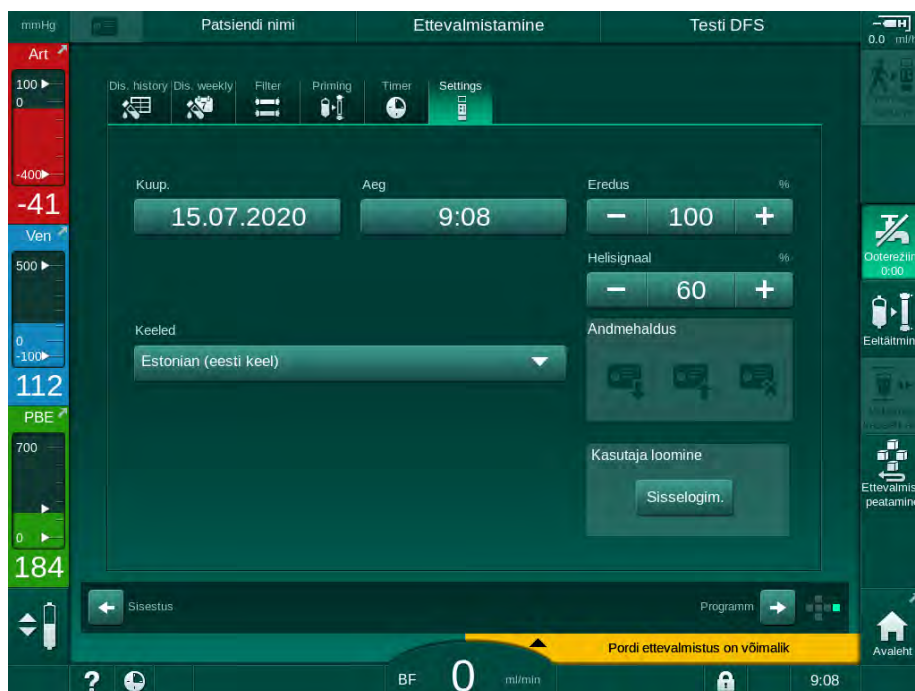 mmHg
Patsiendi nimi
Ettevalmistamine
Testi DFS
0.0 ml/h
Art
100
0
-400
-41
Ven
500
0
-100
112
PBE
700
0
184
Dis. history
Dis. weekly
Filter
Priming
Timer
Settings
Kuup.
Aeg
Eredus %
15.07.2020
9:08
− 100 +
Helisignaal %
− 60 +
Keeled
Andmehaldus
Estonian (eesti keel)
Kasutaja loomine
Sisselogim.
Ooterežiim
0:00
Eeltäitmin
Ettevalmis
peatamine
Sisestus
Programm
Pordi ettevalmistus on võimalik
Avaleht
?
BF 0 ml/min
9:08